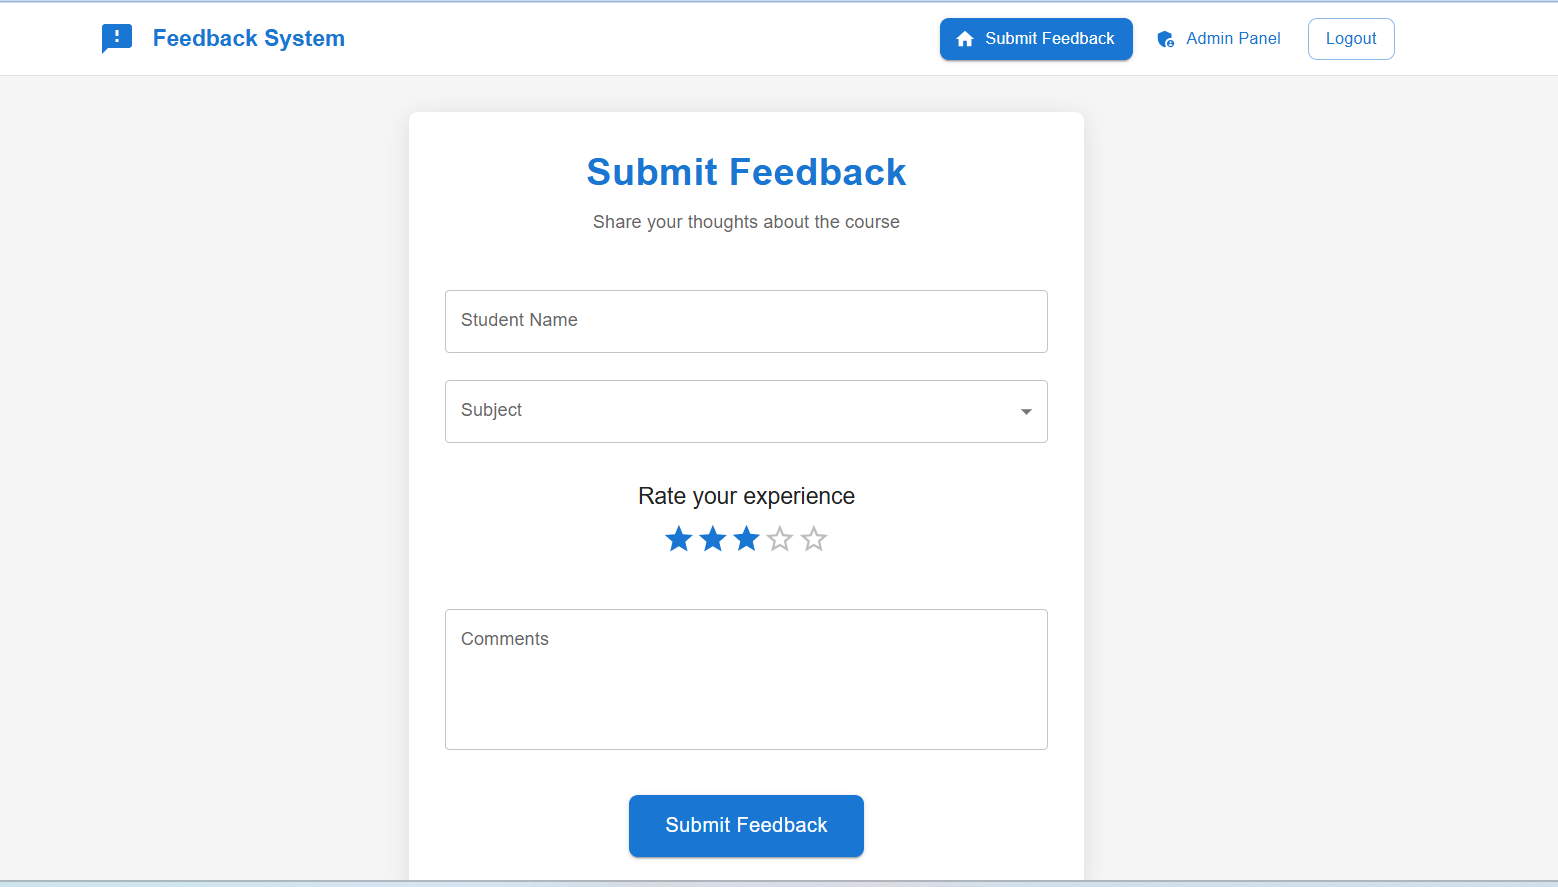 Feedback System
Submit Feedback
Admin Panel
Logout
Submit Feedback
Share your thoughts about the course
Student Name
Subject
Rate your experience
Comments
Submit Feedback